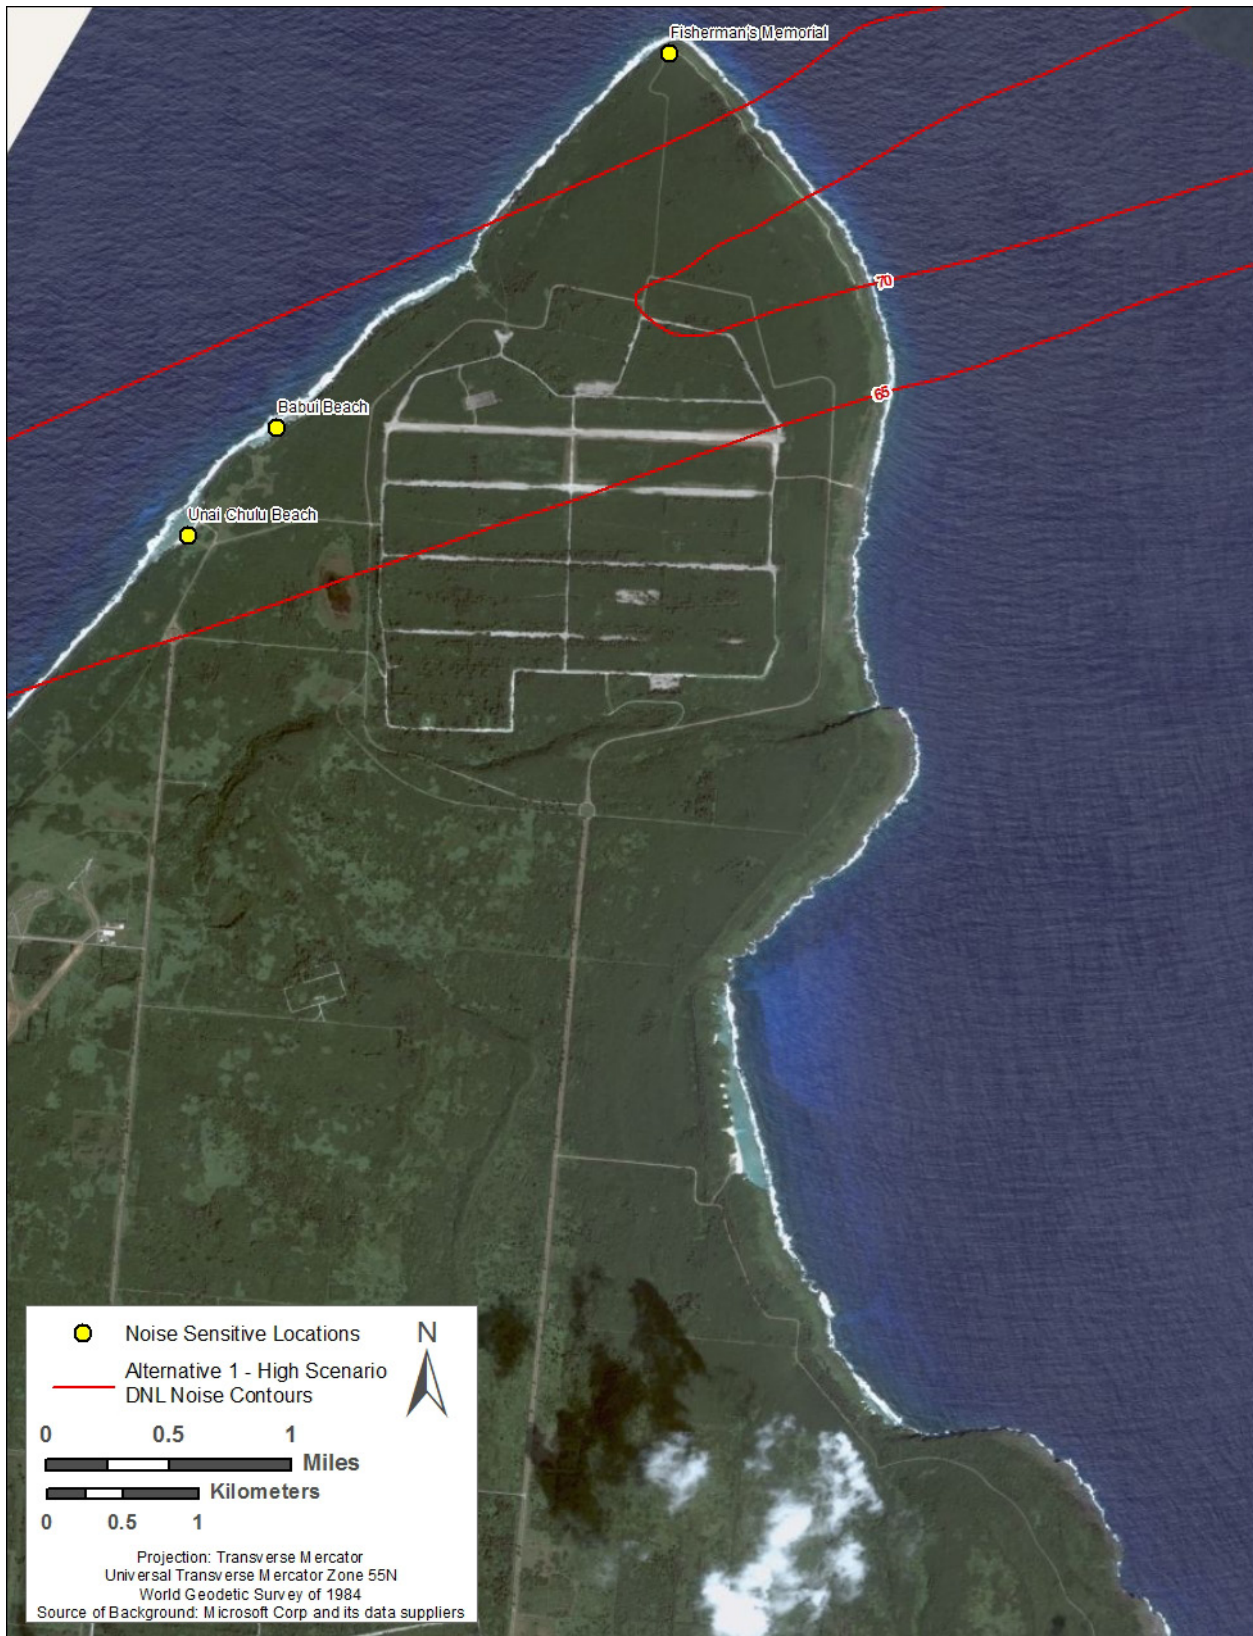 Fisherman's Memorial
70
65
Babui Beach
Unai Chulu Beach
Noise Sensitive Locations
N
Alternative 1 - High Scenario
DNL Noise Contours
0 0.5 1
Miles
Kilometers
0 0.5 1
Projection: Transverse Mercator
Universal Transverse Mercator Zone 55N
World Geodetic Survey of 1984
Source of Background: Microsoft Corp and its data suppliers